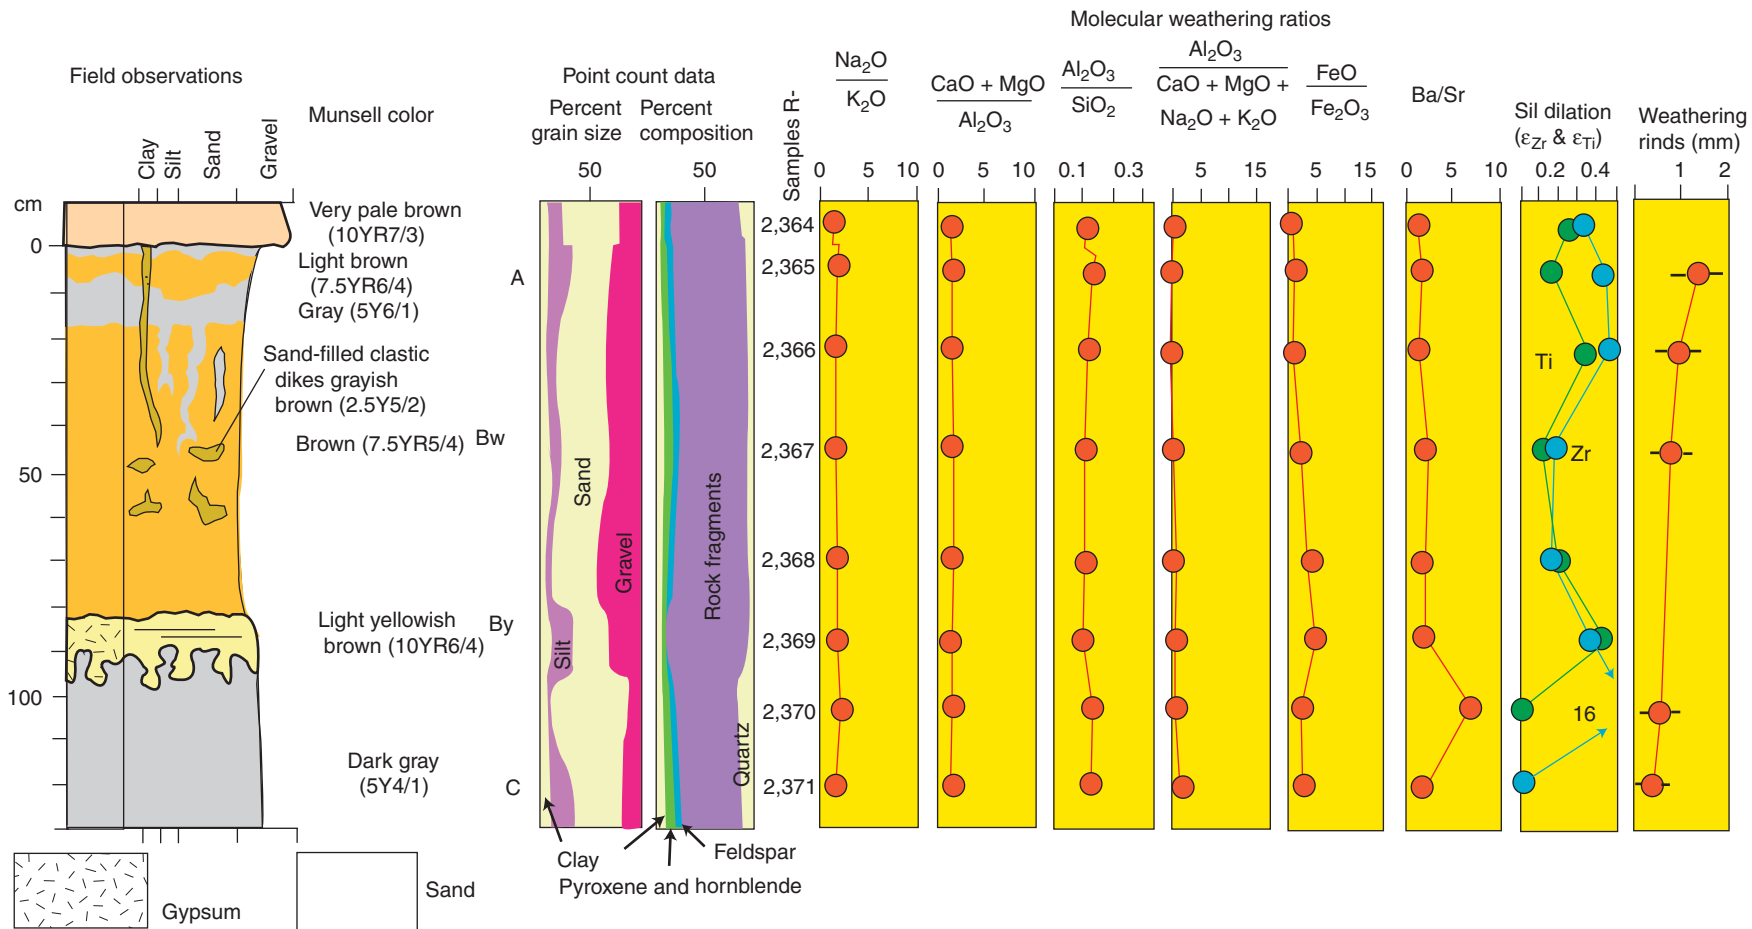 Molecular weathering ratios
Field observations
Munsell color
Clay
Silt
Sand
Gravel
Point count data
Percent
grain size
Percent
composition
50
50
Samples R-
Na2O
K2O
CaO + MgO
Al2O3
Al2O3
SiO2
Al2O3
CaO + MgO +
Na2O + K2O
FeO
Fe2O3
Ba/Sr
Sil dilation
(εZr & εTi)
Weathering
rinds (mm)
0 5 10
0 5 10
0.1 0.3
0 5 15
0 5 15
0 5 10
0.2 0.4
1 2
cm
0
50
100
Very pale brown
(10YR7/3)
Light brown
(7.5YR6/4)
Gray (5Y6/1)
Sand-filled clastic
dikes grayish
brown (2.5Y5/2)
Brown (7.5YR5/4)
Light yellowish
brown (10YR6/4)
Dark gray
(5Y4/1)
A
Bw
By
C
Sand
Silt
Gravel
Rock fragments
Quartz
2,364
2,365
2,366
2,367
2,368
2,369
2,370
2,371
Ti
Zr
16
Clay
Feldspar
Pyroxene and hornblende
Gypsum
Sand